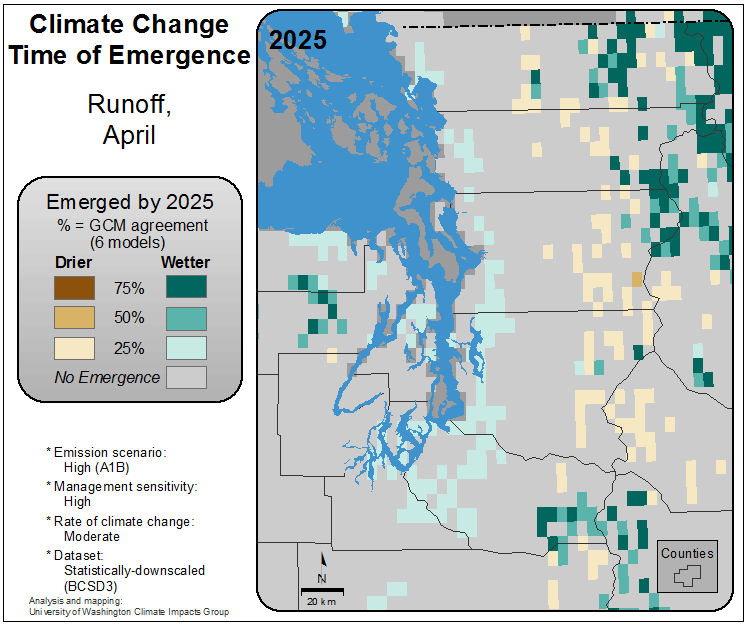 Climate Change
Time of Emergence
Runoff,
April
Emerged by 2025
% = GCM agreement
(6 models)
Drier
Wetter
75%
50%
25%
No Emergence
* Emission scenario:
High (A1B)
* Management sensitivity:
High
* Rate of climate change:
Moderate
* Dataset:
Statistically-downscaled
(BCSD3)
Analysis and mapping:
University of Washington Climate Impacts Group
2025
N
20 km
Counties